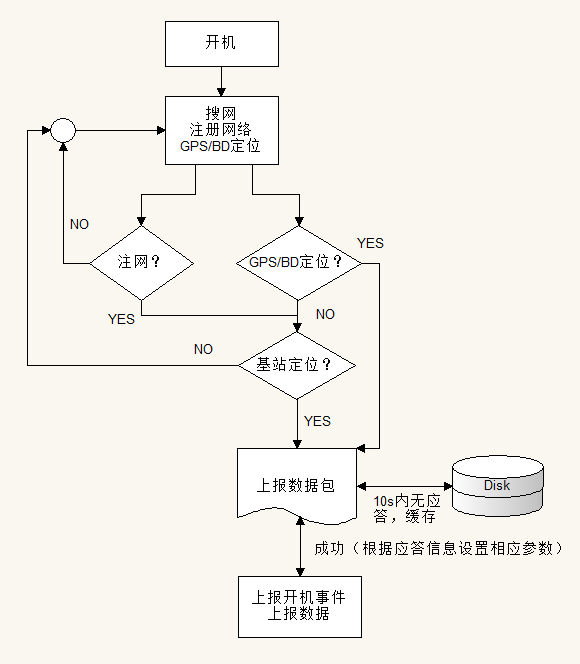 开机
搜网
注册网络
GPS/BD定位
NO
YES
注网？
GPS/BD定位？
YES
NO
NO
基站定位？
YES
上报数据包
Disk
10s内无应
答，缓存
成功（根据应答信息设置相应参数）
上报开机事件
上报数据